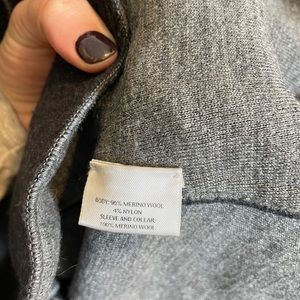 BODY: 96% MERINO WOOL
4% NYLON
SLEEVE AND COLLAR:
100% MERINO WOOL